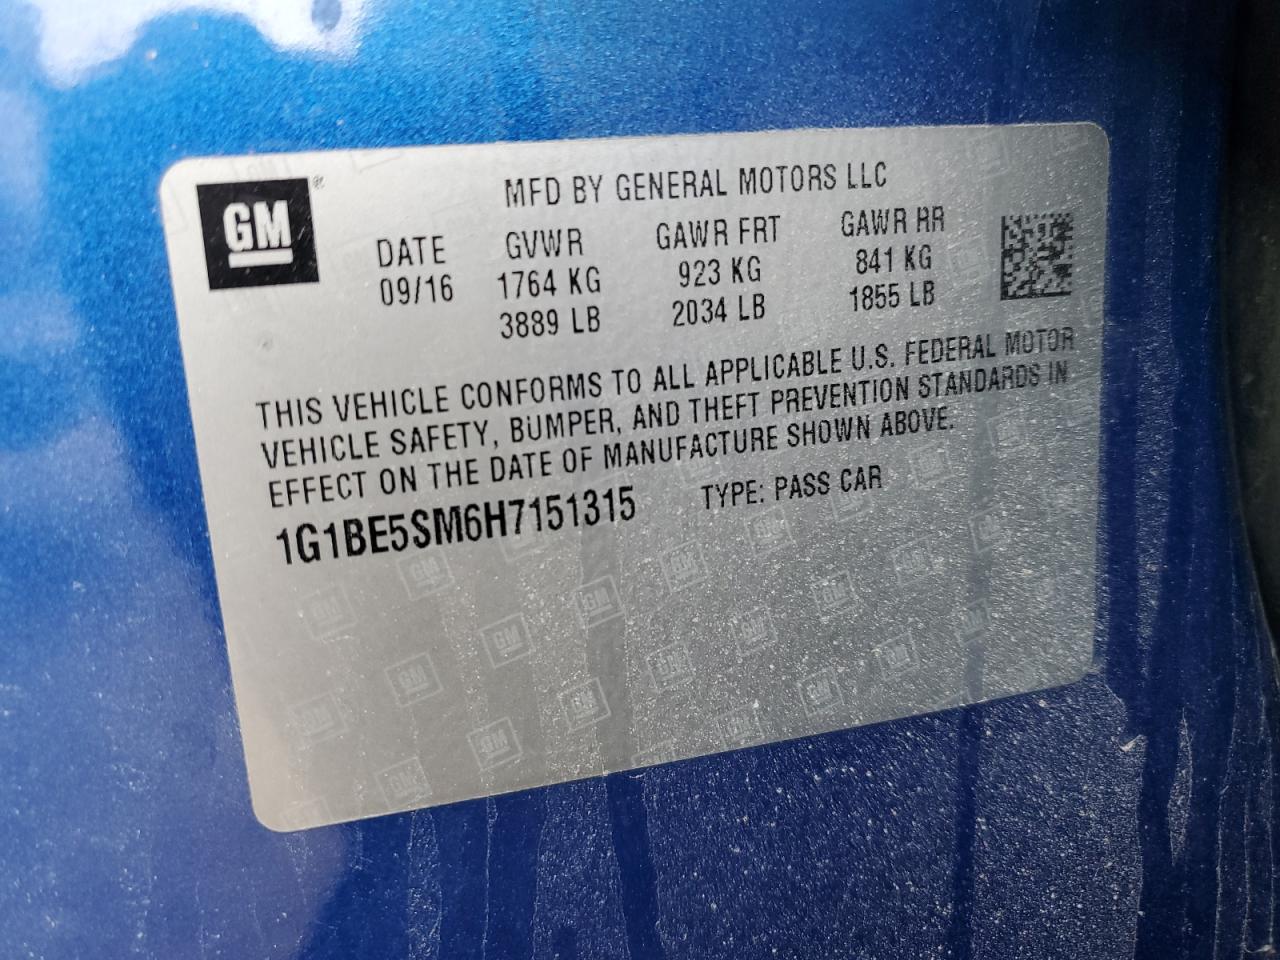 GM
MFD BY GENERAL MOTORS LLC
DATE GVWR GAWR FRT GAWR RR
09/16 1764 KG 923 KG 841 KG
3889 LB 2034 LB 1855 LB
THIS VEHICLE CONFORMS TO ALL APPLICABLE U.S. FEDERAL MOTOR
VEHICLE SAFETY, BUMPER, AND THEFT PREVENTION STANDARDS IN
EFFECT ON THE DATE OF MANUFACTURE SHOWN ABOVE.
1G1BE5SM6H7151315 TYPE: PASS CAR